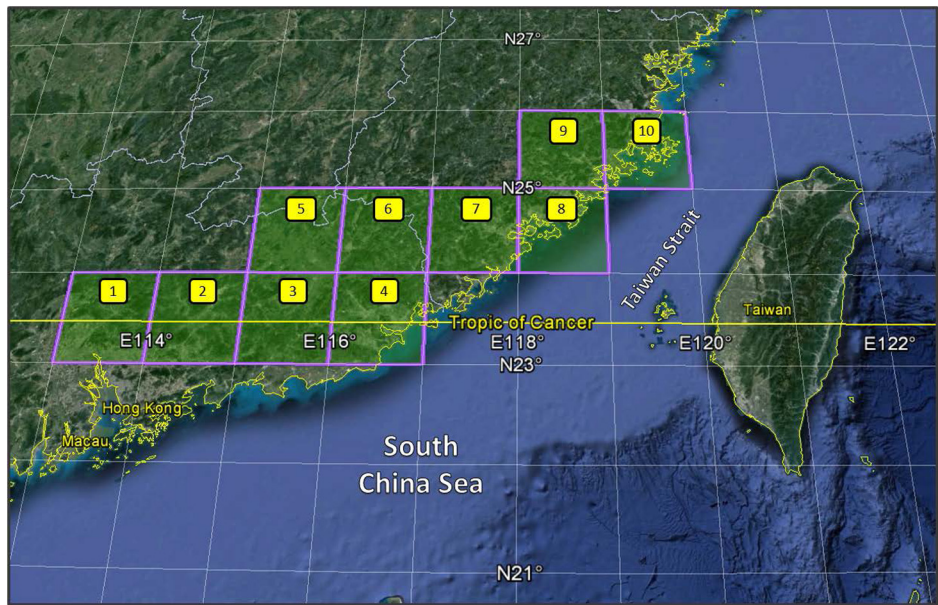 N27°
9
10
N25°
5
6
7
8
Taiwan Strait
1
2
3
4
Taiwan
Tropic of Cancer
E114°
E116°
E118°
E120°
E122°
N23°
Hong Kong
Macau
South
China Sea
N21°